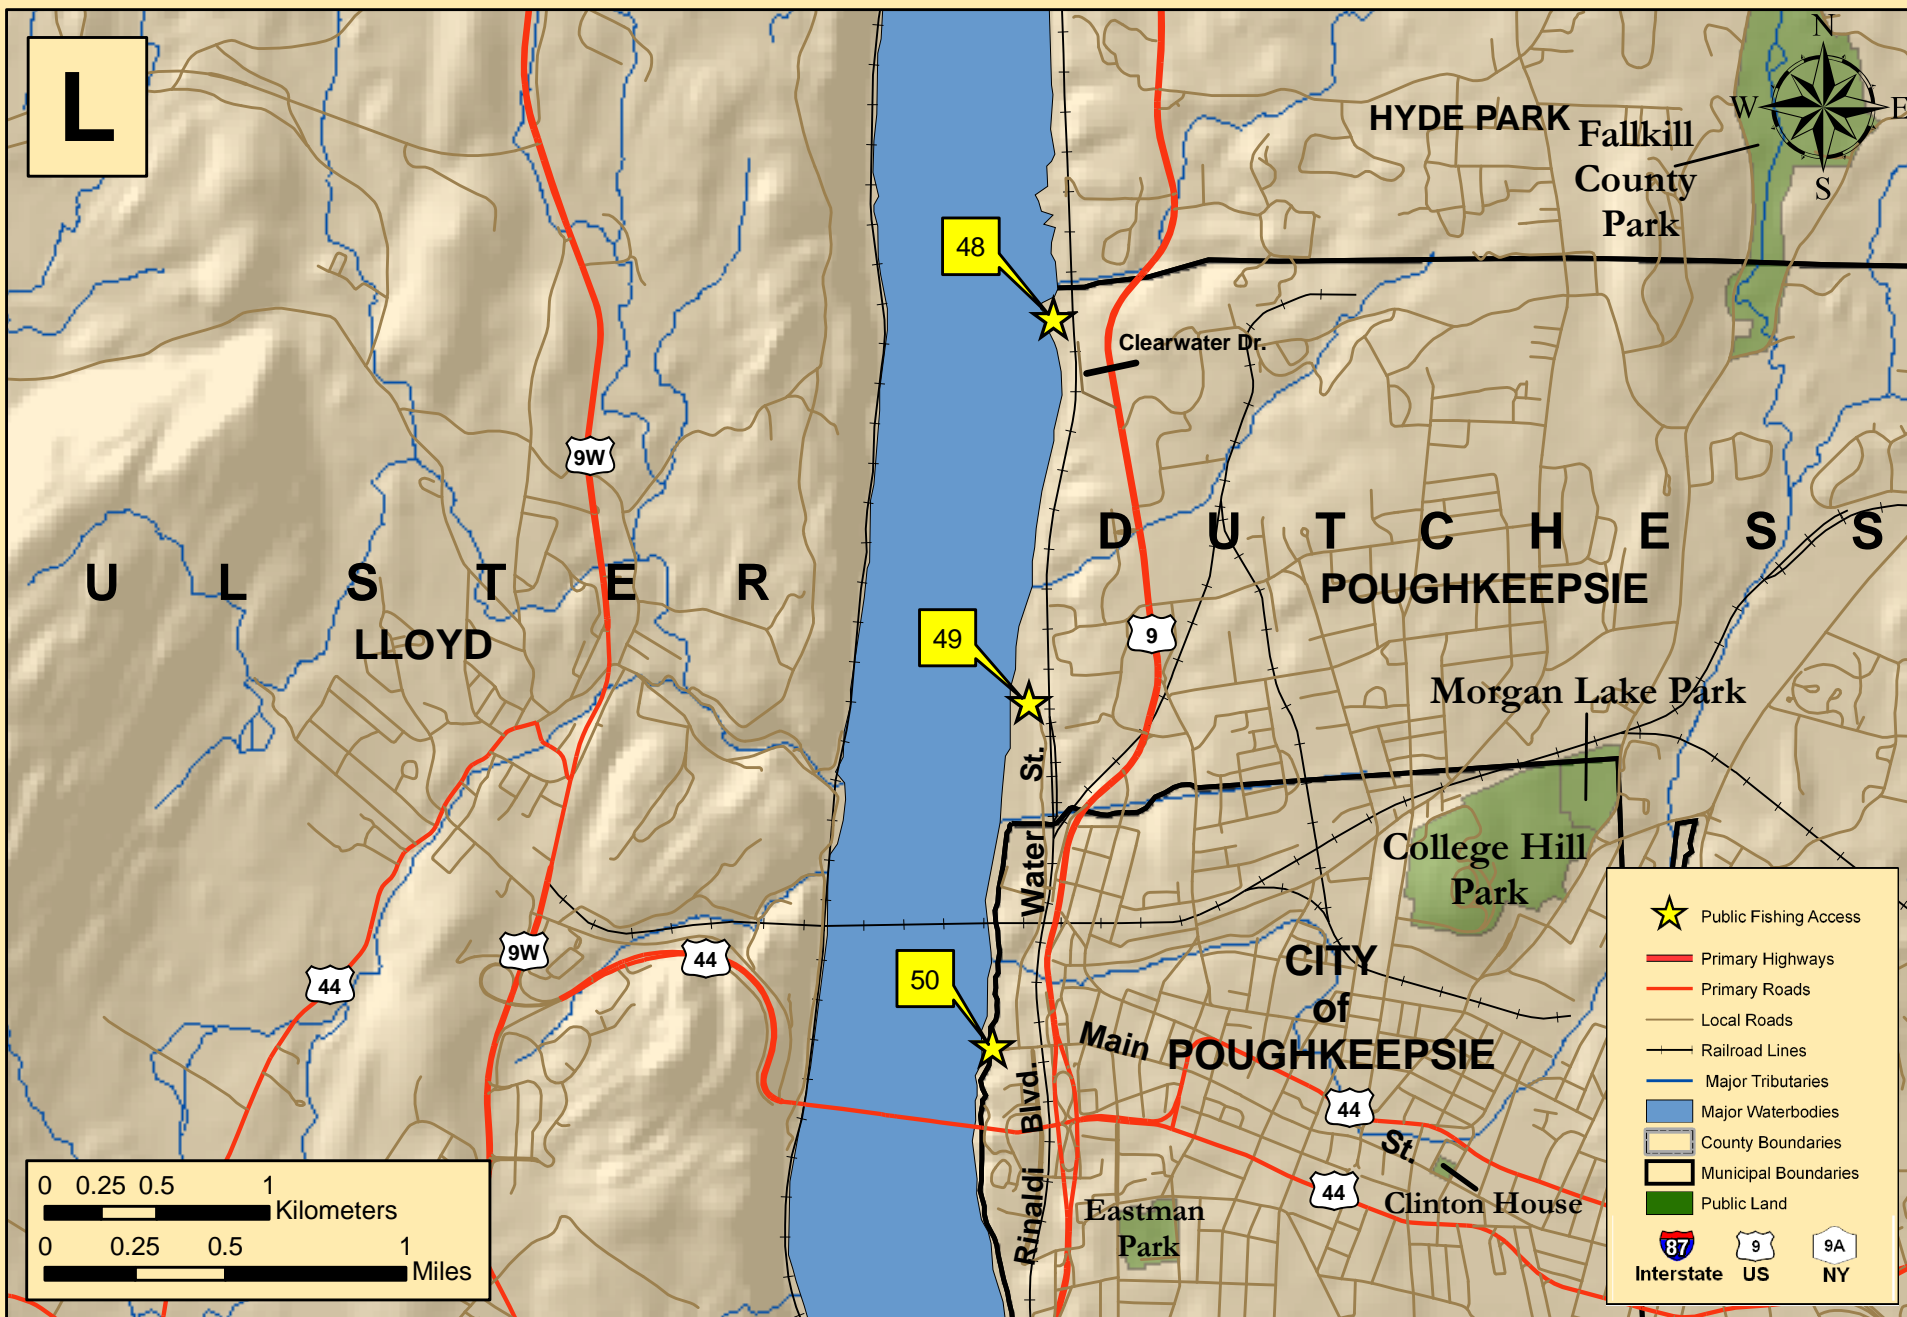 L
N
W E
S
HYDE PARK
Fallkill
County
Park
48
Clearwater Dr.
9W
D U T C H E S S
POUGHKEEPSIE
U L S T E R
LLOYD
49
9
Morgan Lake Park
Water St.
College Hill
Park
9W
44
44
50
CITY
of
POUGHKEEPSIE
Main St.
44
44
Rinaldi Blvd.
Clinton House
Eastman
Park
0 0.25 0.5 1
Kilometers
0 0.25 0.5 1
Miles
Public Fishing Access
Primary Highways
Primary Roads
Local Roads
Railroad Lines
Major Tributaries
Major Waterbodies
County Boundaries
Municipal Boundaries
Public Land
87 9 9A
Interstate US NY